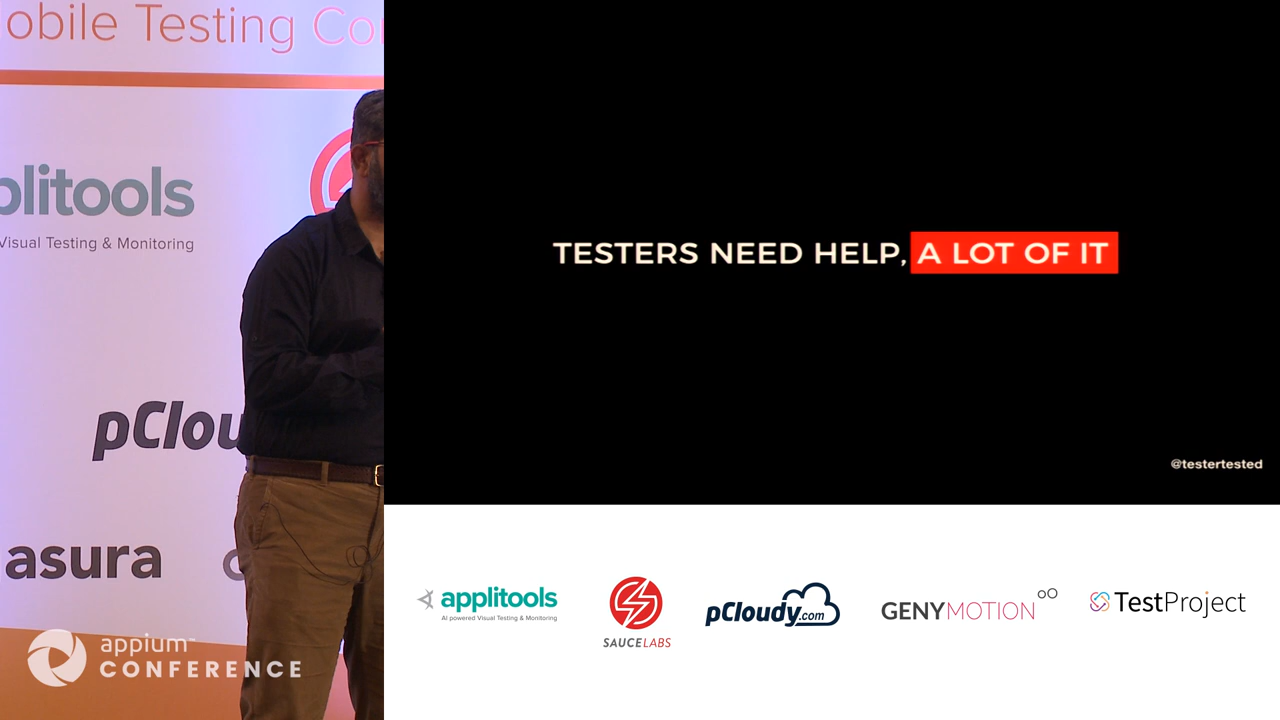 obile Testing Co
plitools
Visual Testing & Monitoring
pClou
asura
appium™
CONFERENCE
TESTERS NEED HELP, A LOT OF IT
@testertested
applitools
AI powered Visual Testing & Monitoring
SAUCELABS
pCloudy.com
GENYMOTION
TestProject